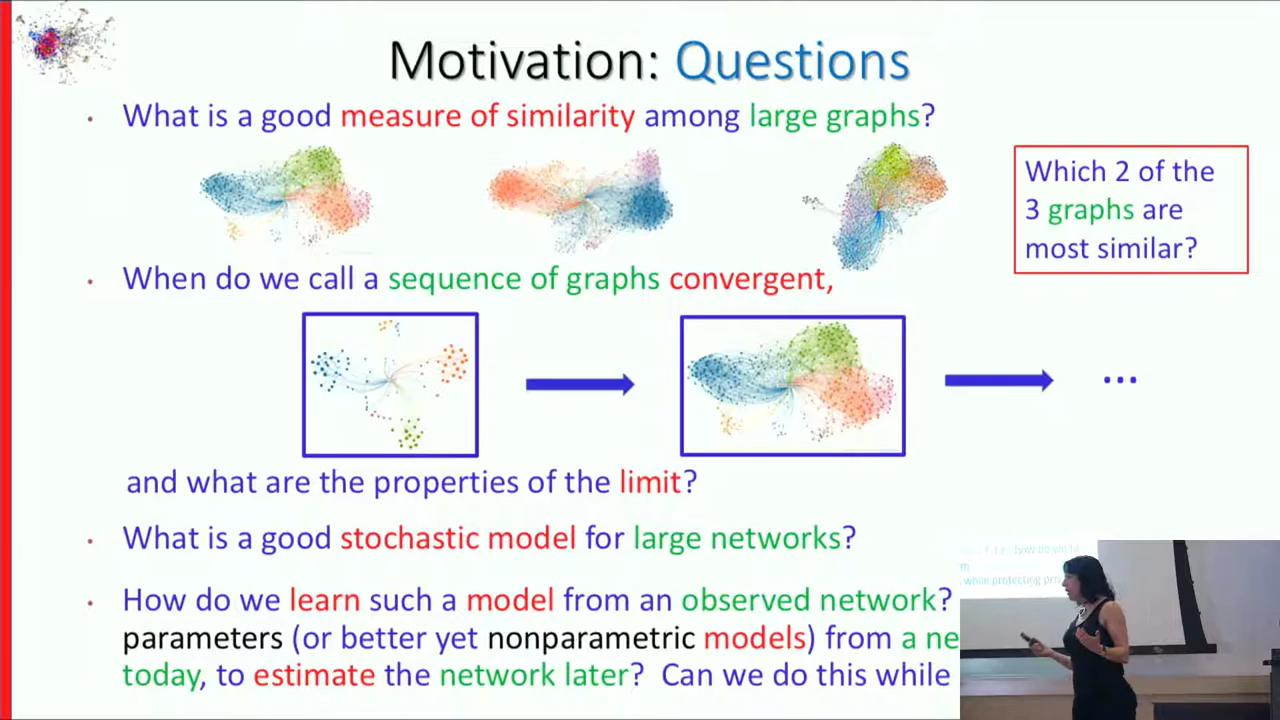 Motivation: Questions
• What is a good measure of similarity among large graphs?
Which 2 of the
3 graphs are
most similar?
• When do we call a sequence of graphs convergent,
...
and what are the properties of the limit?
• What is a good stochastic model for large networks?
• How do we learn such a model from an observed network?
parameters (or better yet nonparametric models) from a ne
today, to estimate the network later? Can we do this while
while protecting